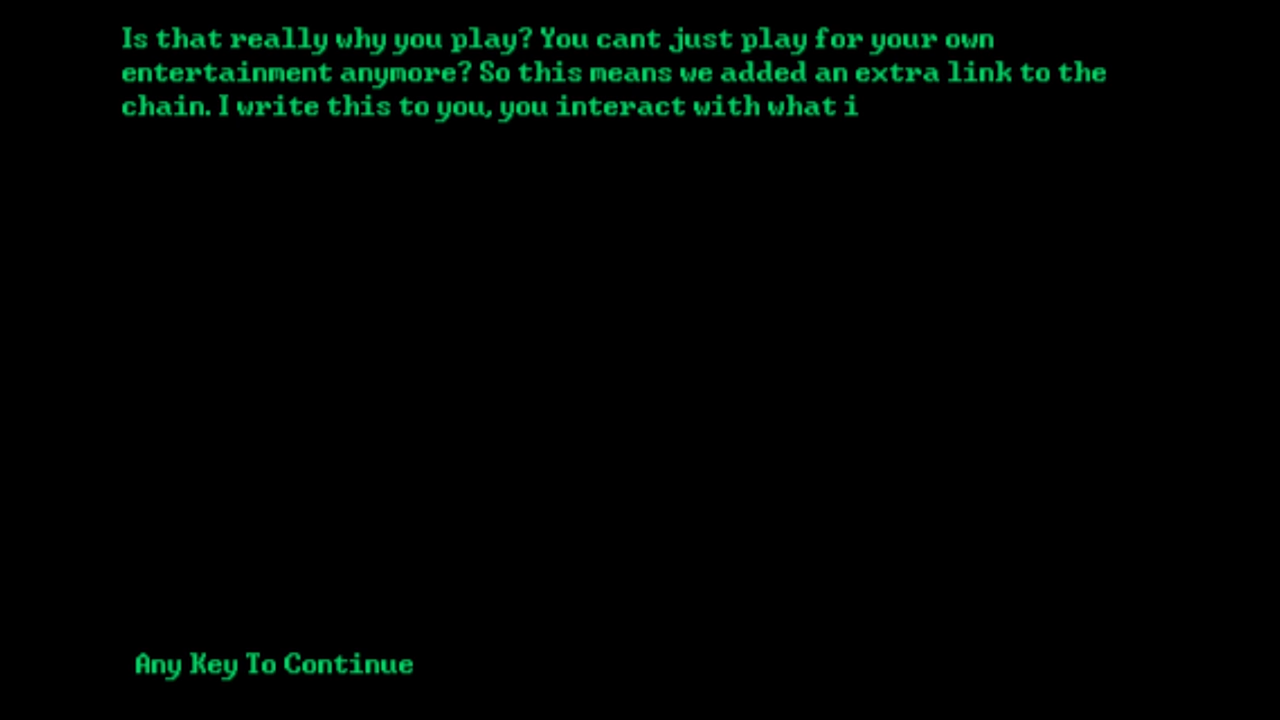 Is that really why you play? You cant just play for your own
entertainment anymore? So this means we added an extra link to the
chain. I write this to you, you interact with what i
Any Key To Continue